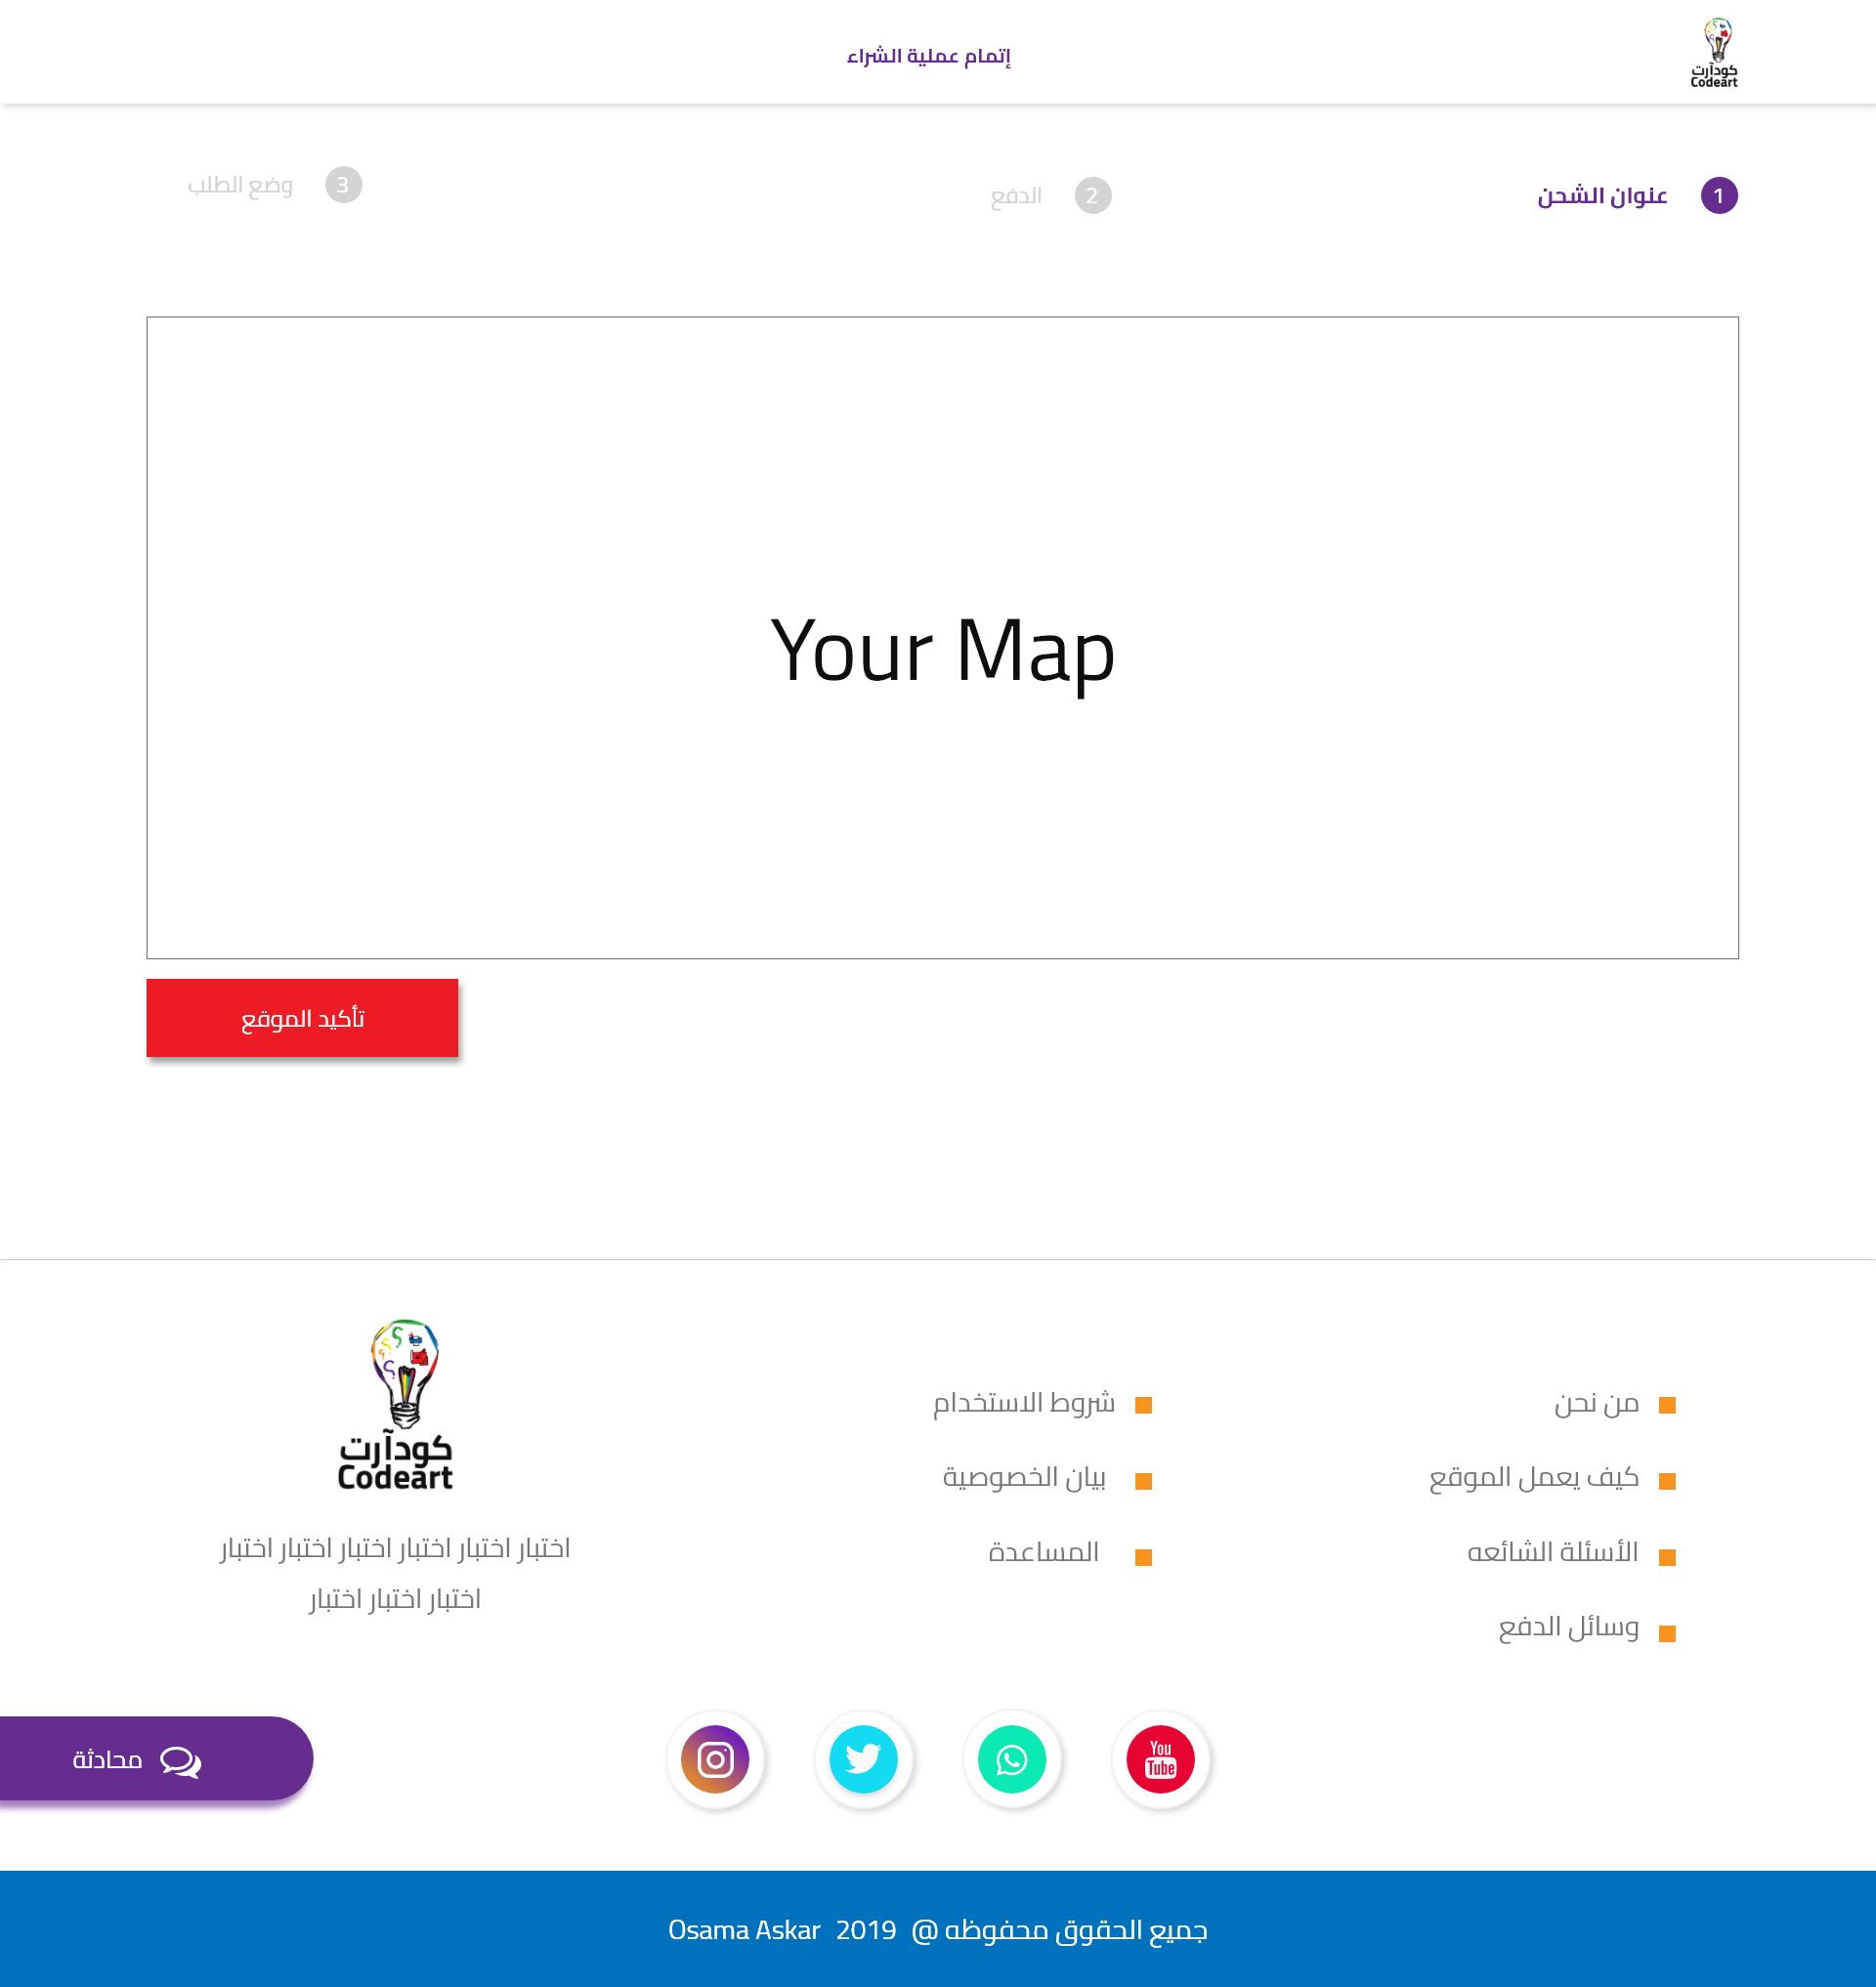 كودآرت
Codeart
إتمام عملية الشراء
1 عنوان الشحن
2 الدفع
3 وضع الطلب
Your Map
تأكيد الموقع
من نحن
كيف يعمل الموقع
الأسئلة الشائعه
وسائل الدفع
شروط الاستخدام
بيان الخصوصية
المساعدة
كودآرت
Codeart
اختبار اختبار اختبار اختبار اختبار اختبار
اختبار اختبار اختبار
You
Tube
محادثة
جميع الحقوق محفوظه @ 2019 Osama Askar